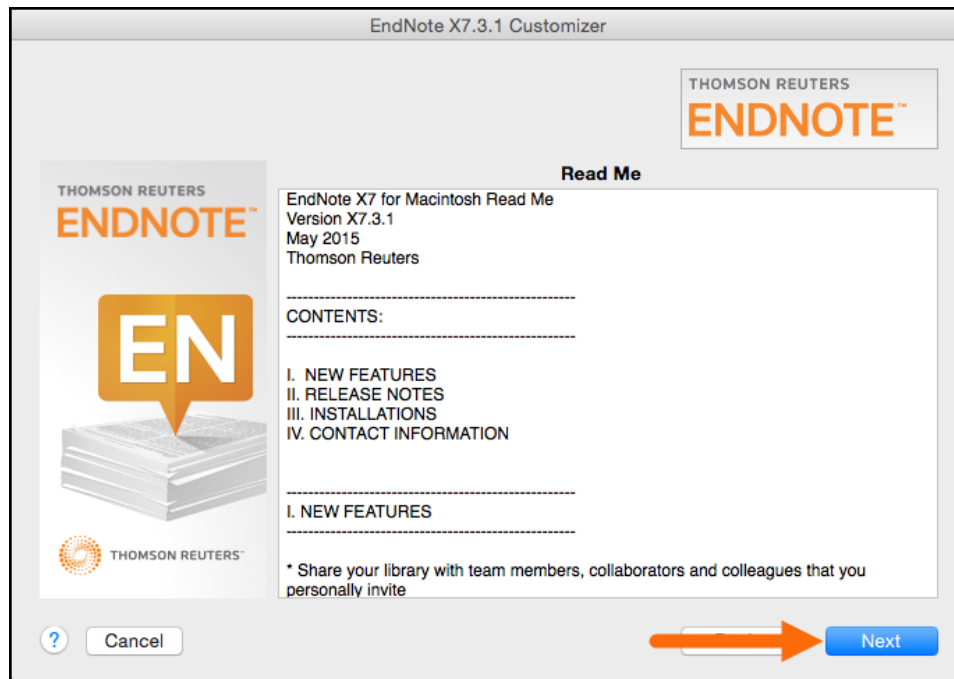 EndNote X7.3.1 Customizer
THOMSON REUTERS
ENDNOTE™
Read Me
THOMSON REUTERS
ENDNOTE™
EN
THOMSON REUTERS™
EndNote X7 for Macintosh Read Me
Version X7.3.1
May 2015
Thomson Reuters
-----------------------------------------------------
CONTENTS:
-----------------------------------------------------
I.  NEW FEATURES
II. RELEASE NOTES
III. INSTALLATIONS
IV. CONTACT INFORMATION
-----------------------------------------------------
I. NEW FEATURES
-----------------------------------------------------
* Share your library with team members, collaborators and colleagues that you
personally invite
? Cancel
Next